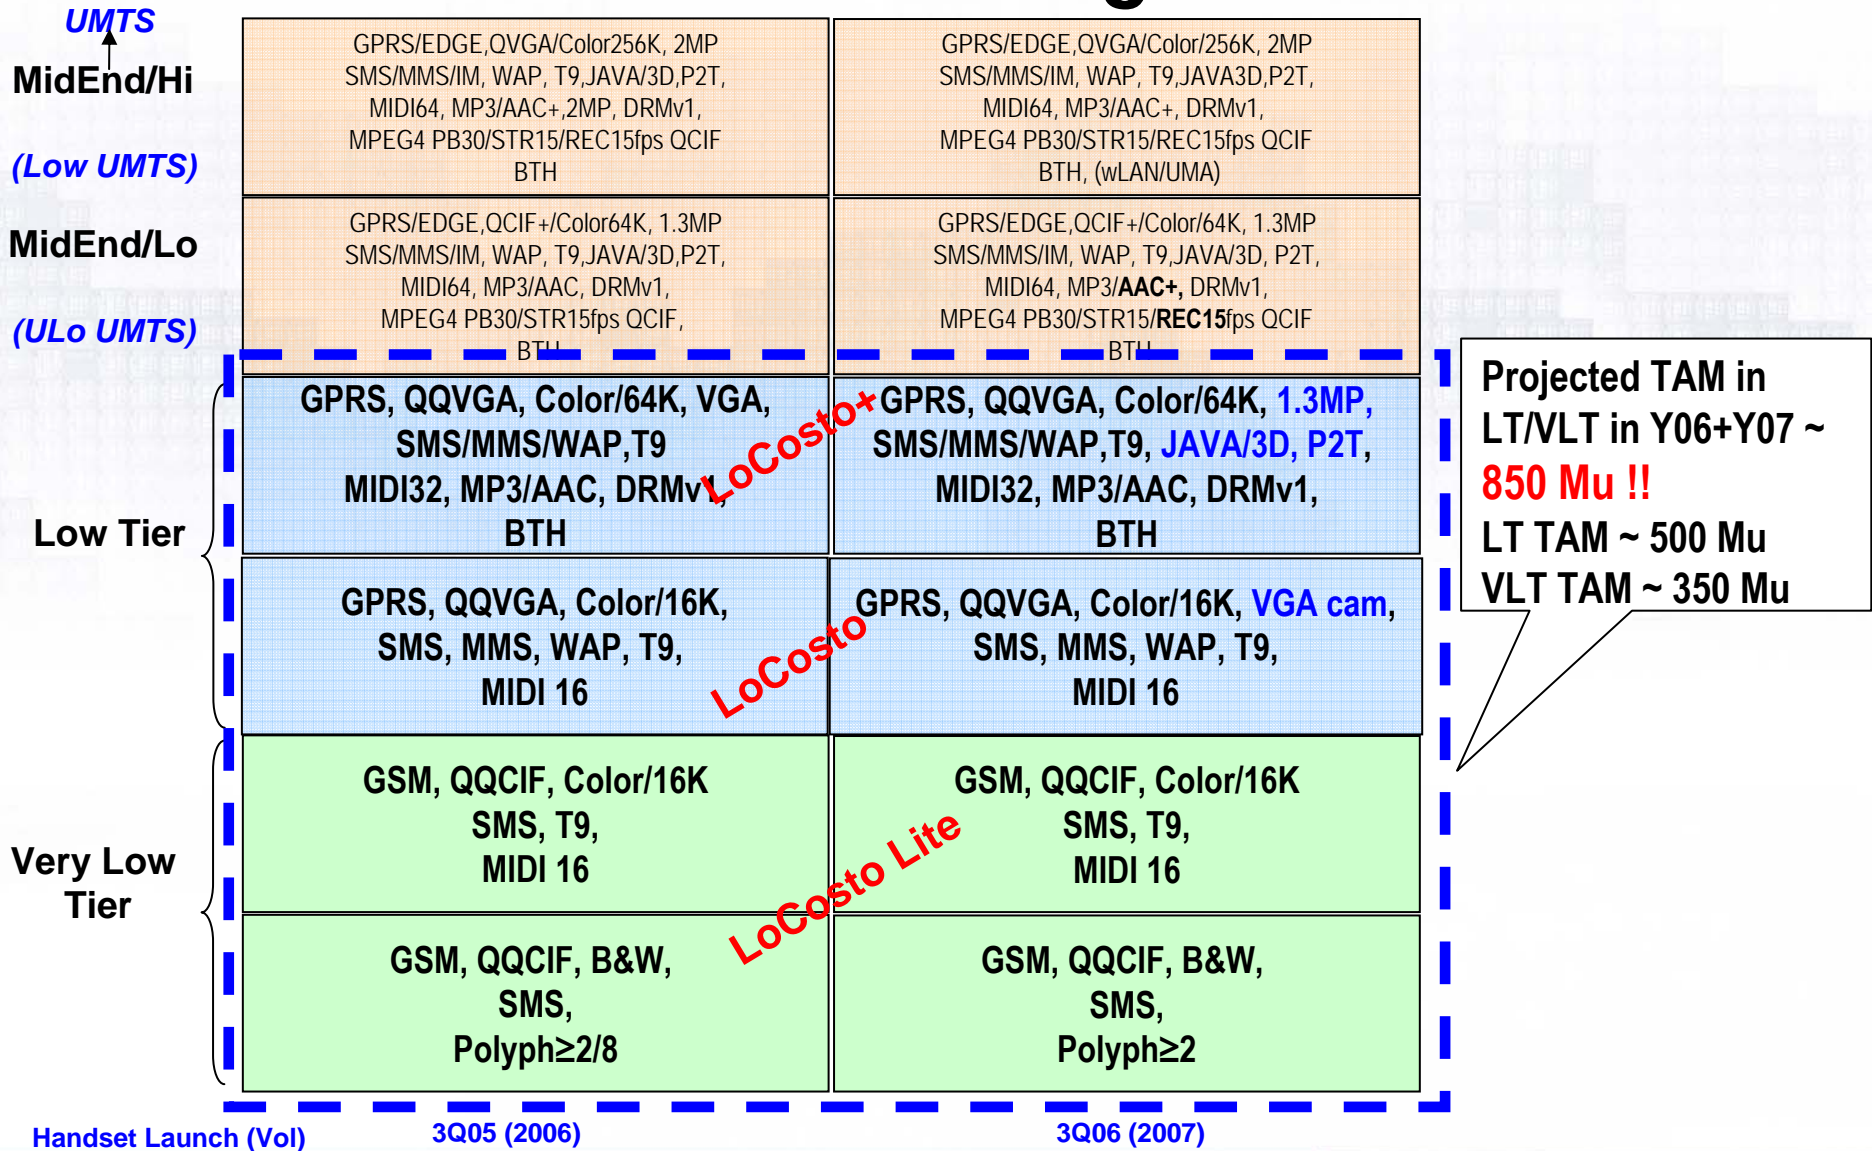 UMTS
MidEnd/Hi
(Low UMTS)
GPRS/EDGE,QVGA/Color256K, 2MP
SMS/MMS/IM, WAP, T9,JAVA/3D,P2T,
MIDI64, MP3/AAC+,2MP, DRMv1,
MPEG4 PB30/STR15/REC15fps QCIF
BTH
GPRS/EDGE,QVGA/Color/256K, 2MP
SMS/MMS/IM, WAP, T9,JAVA3D,P2T,
MIDI64, MP3/AAC+, DRMv1,
MPEG4 PB30/STR15/REC15fps QCIF
BTH, (wLAN/UMA)
MidEnd/Lo
(ULo UMTS)
GPRS/EDGE,QCIF+/Color64K, 1.3MP
SMS/MMS/IM, WAP, T9,JAVA/3D,P2T,
MIDI64, MP3/AAC, DRMv1,
MPEG4 PB30/STR15fps QCIF,
BTH
GPRS/EDGE,QCIF+/Color/64K, 1.3MP
SMS/MMS/IM, WAP, T9,JAVA/3D, P2T,
MIDI64, MP3/AAC+, DRMv1,
MPEG4 PB30/STR15/REC15fps QCIF
BTH
Low Tier
GPRS, QQVGA, Color/64K, VGA,
SMS/MMS/WAP,T9
MIDI32, MP3/AAC, DRMv1,
BTH
LoCosto+
GPRS, QQVGA, Color/64K, 1.3MP,
SMS/MMS/WAP,T9, JAVA/3D, P2T,
MIDI32, MP3/AAC, DRMv1,
BTH
GPRS, QQVGA, Color/16K,
SMS, MMS, WAP, T9,
MIDI 16
LoCosto
GPRS, QQVGA, Color/16K, VGA cam,
SMS, MMS, WAP, T9,
MIDI 16
Very Low
Tier
GSM, QQCIF, Color/16K
SMS, T9,
MIDI 16
LoCosto Lite
GSM, QQCIF, Color/16K
SMS, T9,
MIDI 16
GSM, QQCIF, B&W,
SMS,
Polyph≥2/8
GSM, QQCIF, B&W,
SMS,
Polyph≥2
Projected TAM in
LT/VLT in Y06+Y07 ~
850 Mu !!
LT TAM ~ 500 Mu
VLT TAM ~ 350 Mu
Handset Launch (Vol)
3Q05 (2006)
3Q06 (2007)